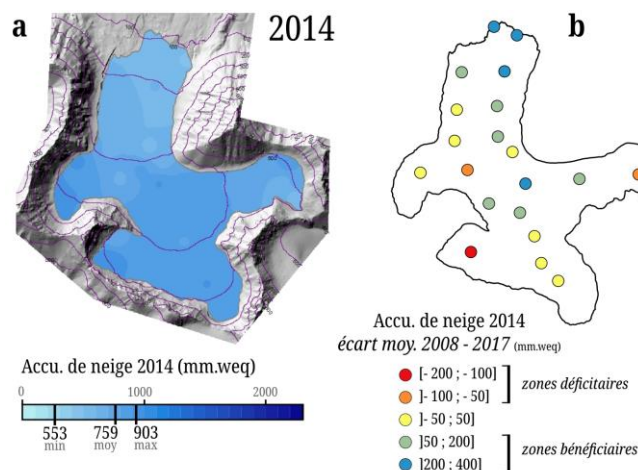 a
2014
b
Accu. de neige 2014 (mm.weq)
0
1000
2000
553
759
903
min
moy
max
Accu. de neige 2014
écart moy. 2008 - 2017 (mm.weq)
[- 200 ; - 100]
]- 100 ; - 50]
zones déficitaires
]- 50 ; 50]
]50 ; 200]
]200 ; 400]
zones bénéficiaires